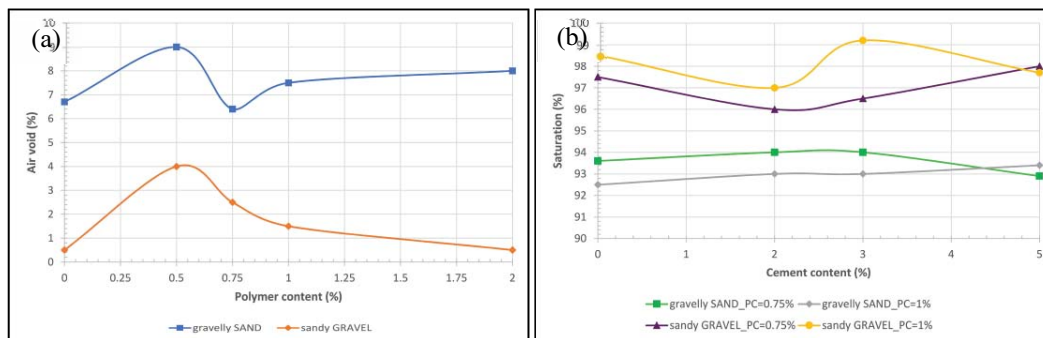 (a)
10
9
8
7
6
5
4
3
2
1
0
Air void (%)
0 0.25 0.5 0.75 1 1.25 1.5 1.75 2
Polymer content (%)
gravelly SAND sandy GRAVEL
(b)
100
99
98
97
96
95
94
93
92
91
90
Saturation (%)
0 1 2 3 4 5
Cement content (%)
gravelly SAND_PC=0.75% gravelly SAND_PC=1%
sandy GRAVEL_PC=0.75% sandy GRAVEL_PC=1%